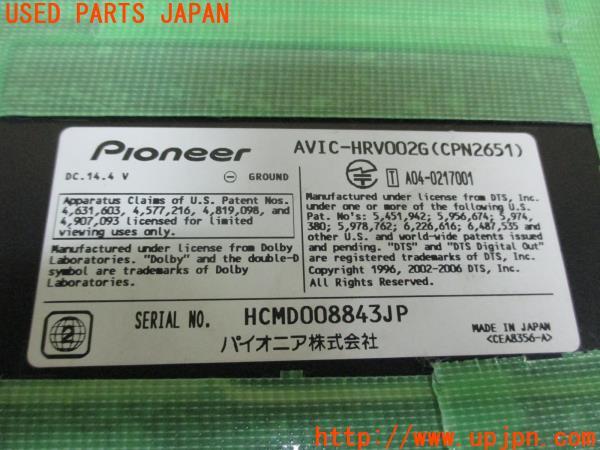 USED PARTS JAPAN
Pioneer
AVIC-HRV002G(CPN2651)
DC.14.4 V
⊖ GROUND
T A04-0217001
Apparatus Claims of U.S. Patent Nos.
4,631,603, 4,577,216, 4,819,098, and
4,907,093 licensed for limited
viewing uses only.
Manufactured under license from Dolby
Laboratories. "Dolby" and the double-D
symbol are trademarks of Dolby
Laboratories.
Manufactured under license from DTS, Inc.
under one or more of the following U.S.
Pat. No's: 5,451,942; 5,956,674; 5,974,
380; 5,978,762; 6,226,616; 6,487,535 and
other U.S. and world-wide patents issued
and pending. "DTS" and "DTS Digital Out"
are registered trademarks of DTS, Inc.
Copyright 1996, 2002-2006 DTS, Inc.
2
SERIAL NO. HCMD008843JP
パイオニア株式会社
MADE IN JAPAN
<CEA8356-A>
http://www.upjpn.com